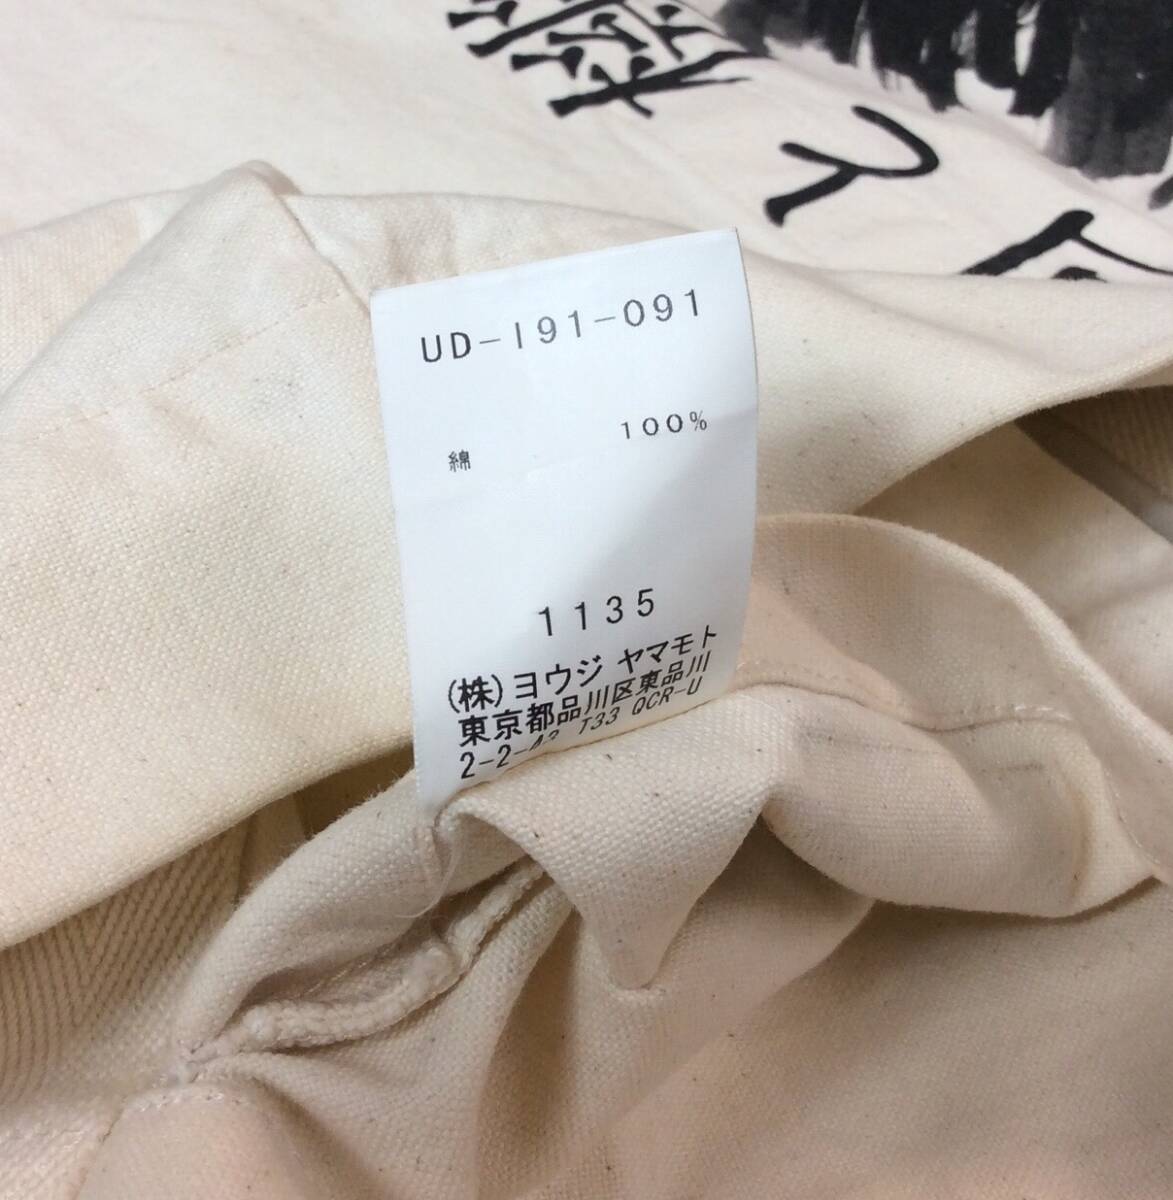 UD-I91-091
綿 100%
1135
(株)ヨウジ ヤマモト
東京都品川区東品川
2-2-43 T33 QCR-U